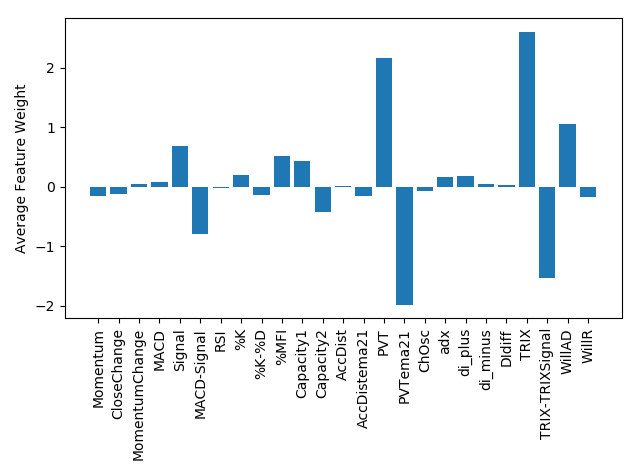 Average Feature Weight
2
1
0
−1
−2
Momentum
CloseChange
MomentumChange
MACD
Signal
MACD-Signal
RSI
%K
%K-%D
%MFI
Capacity1
Capacity2
AccDist
AccDistema21
PVT
PVTema21
ChOsc
adx
di_plus
di_minus
DIdiff
TRIX
TRIX-TRIXSignal
WillAD
WillR